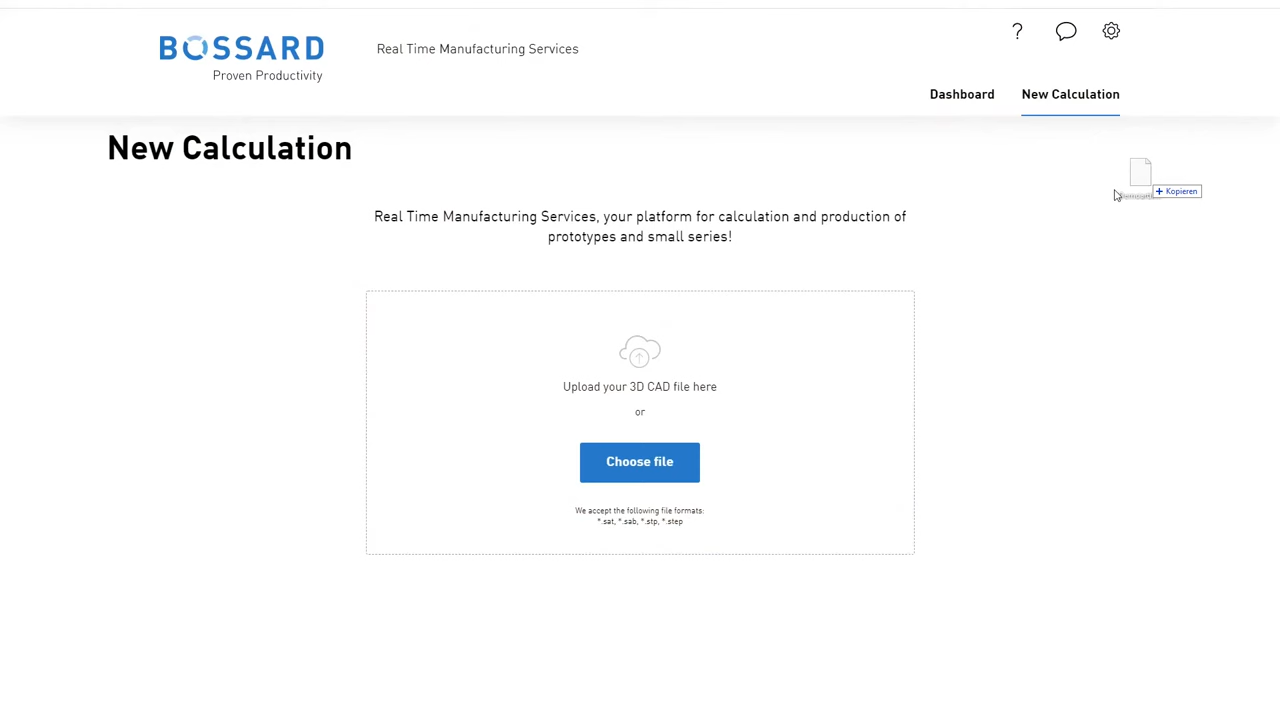 ?
BOSSARD
Real Time Manufacturing Services
Proven Productivity
Dashboard
New Calculation
New Calculation
+ Kopieren
Real Time Manufacturing Services, your platform for calculation and production of
prototypes and small series!
Upload your 3D CAD file here
or
Choose file
We accept the following file formats:
*.sat, *.sab, *.stp, *.step